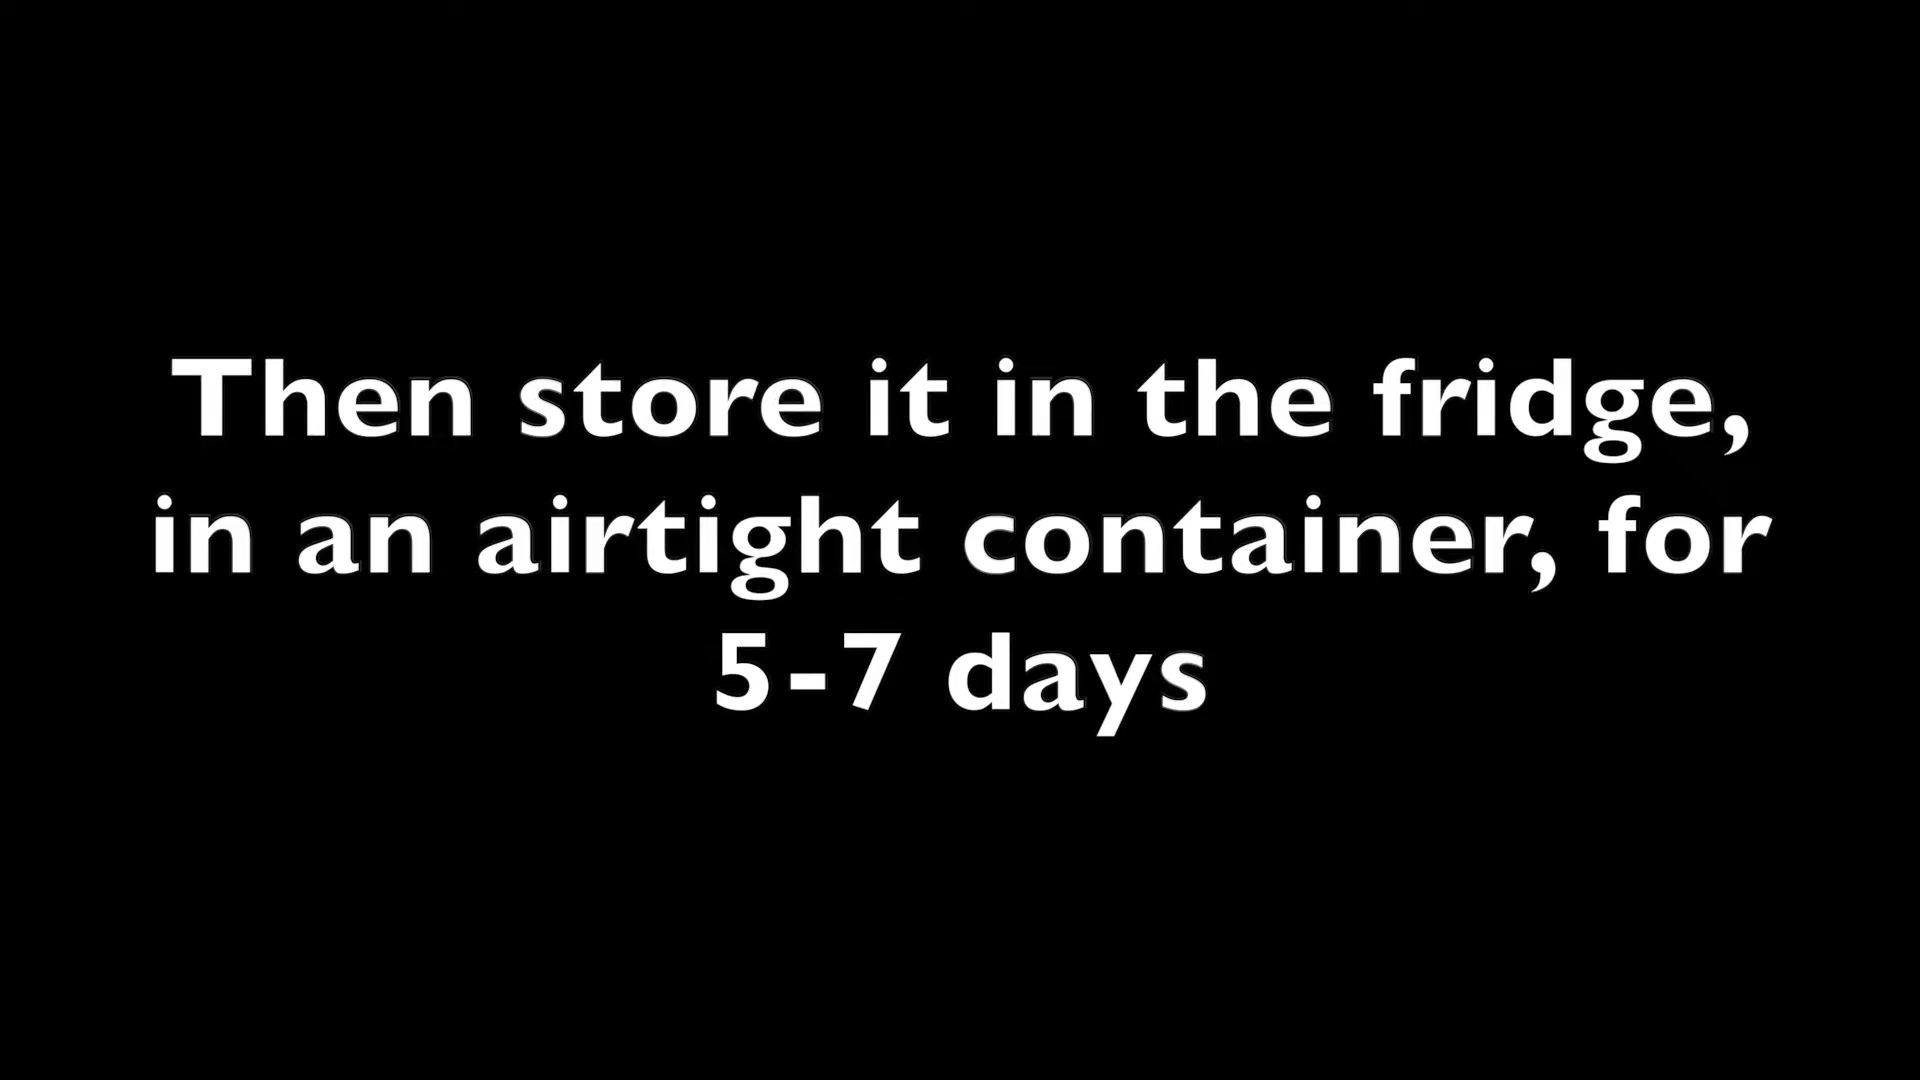 Then store it in the fridge,
in an airtight container, for
5-7 days